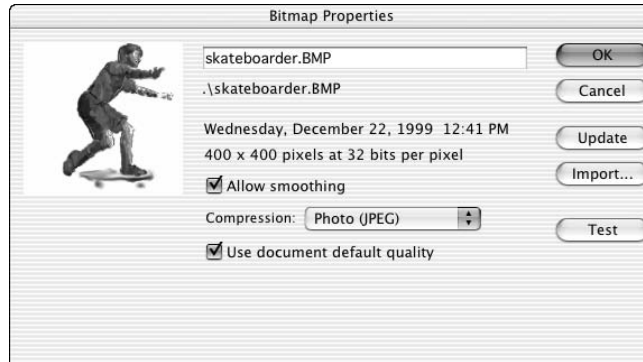 Bitmap Properties
skateboarder.BMP
OK
.\skateboarder.BMP
Cancel
Wednesday, December 22, 1999 12:41 PM
Update
400 x 400 pixels at 32 bits per pixel
Import...
Allow smoothing
Compression: Photo (JPEG)
Test
Use document default quality